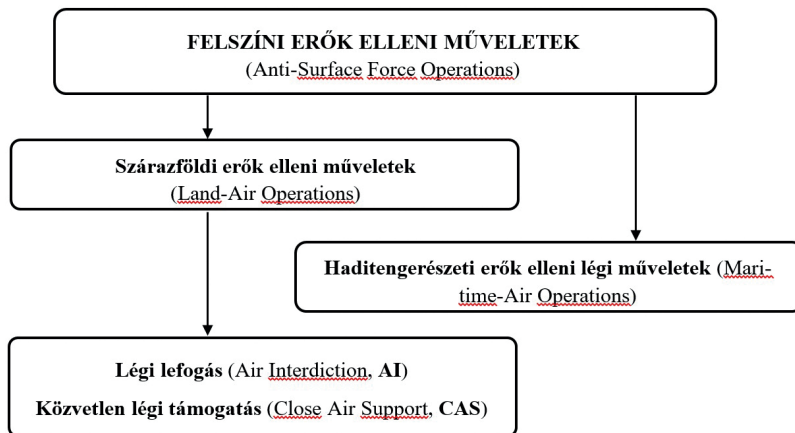 FELSZÍNI ERŐK ELLENI MŰVELETEK
(Anti-Surface Force Operations)
Szárazföldi erők elleni műveletek
(Land-Air Operations)
Haditengerészeti erők elleni légi műveletek (Mari-
time-Air Operations)
Légi lefogás (Air Interdiction, AI)
Közvetlen légi támogatás (Close Air Support, CAS)